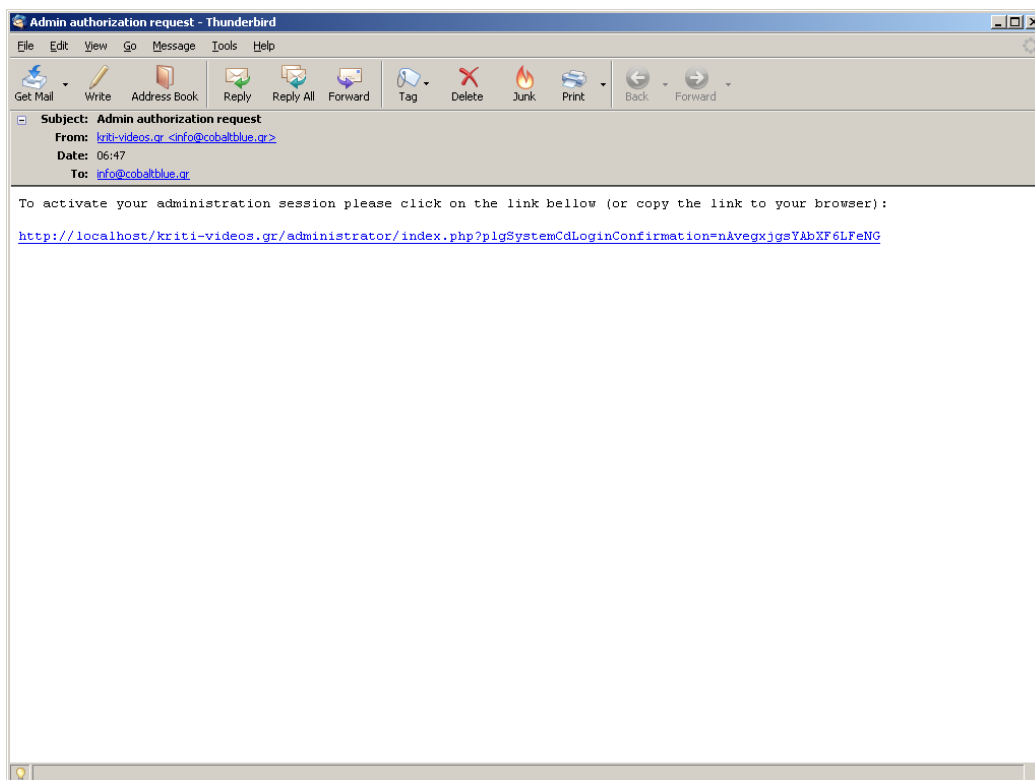 Admin authorization request - Thunderbird
File Edit View Go Message Tools Help
Get Mail Write Address Book Reply Reply All Forward Tag Delete Junk Print Back Forward
Subject: Admin authorization request
From: kriti-videos.gr <info@cobaltblue.gr>
Date: 06:47
To: info@cobaltblue.gr
To activate your administration session please click on the link bellow (or copy the link to your browser):
http://localhost/kriti-videos.gr/administrator/index.php?plgSystemCdLoginConfirmation=nAvegxjgsYAbXF6LFeNG